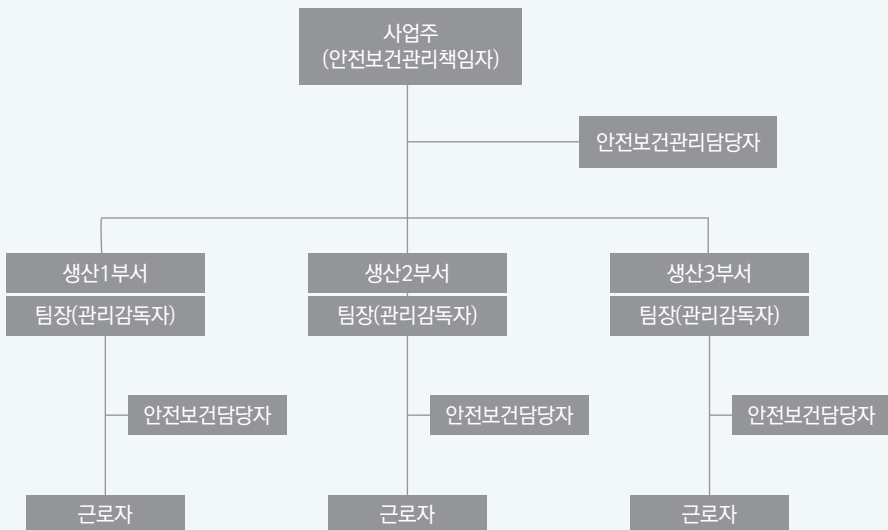 사업주
(안전보건관리책임자)
안전보건관리담당자
생산1부서
생산2부서
생산3부서
팀장(관리감독자)
팀장(관리감독자)
팀장(관리감독자)
안전보건담당자
안전보건담당자
안전보건담당자
근로자
근로자
근로자